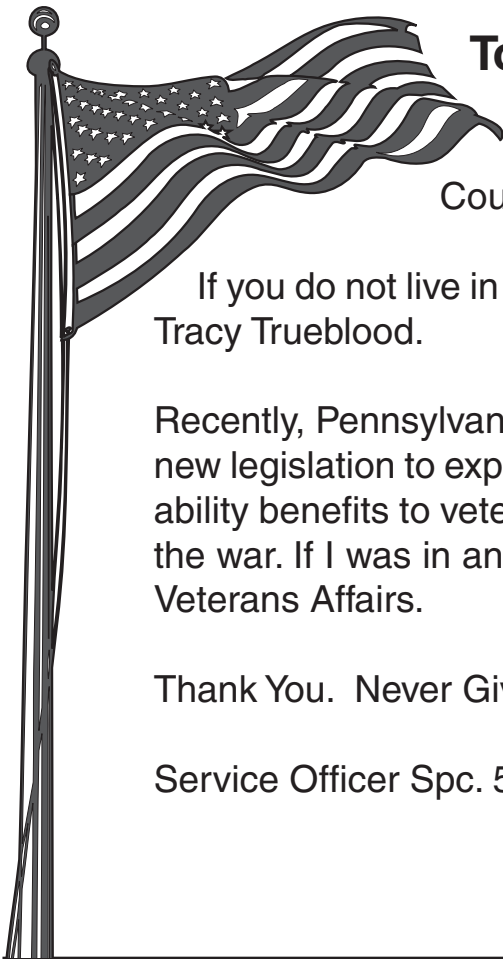 To
Cou
If you do not live in
Tracy Trueblood.
Recently, Pennsylvan
new legislation to exp
ability benefits to vete
the war. If I was in an
Veterans Affairs.
Thank You.  Never Giv
Service Officer Spc. 5